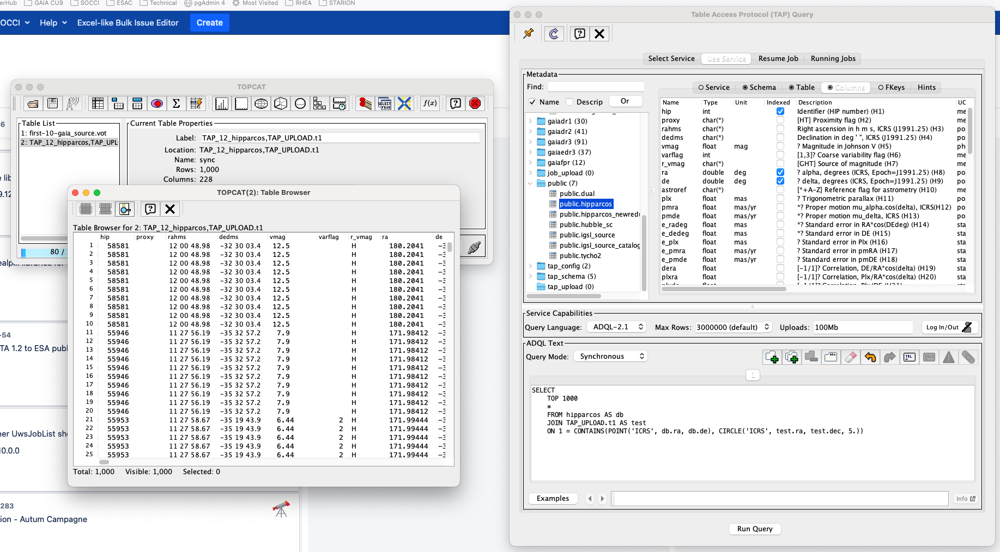 erHub GAIA CU9 SOCCI ESAC Technical pgAdmin 4 Most Visited RHEA STARION
OCCI Help Excel-like Bulk Issue Editor Create
6
9.12
-54
TA 1.2 to ESA publ
ner UwsJobList sh
10.0.0
283
ion - Autum Campagne
TOPCAT
SELECT
FROM
f(x)
Table List
1: first-10-gaia_source.vot
2: TAP_12_hipparcos,TAP_UPL
80 /
Current Table Properties
Label: TAP_12_hipparcos,TAP_UPLOAD.t1
Location: TAP_12_hipparcos,TAP_UPLOAD.t1
Name: sync
Rows: 1,000
Columns: 228
TOPCAT(2): Table Browser
Table Browser for 2: TAP_12_hipparcos,TAP_UPLOAD.t1
hip proxy rahms dedms vmag varflag r_vmag ra de
1 58581 12 00 48.98 -32 30 03.4 12.5 H 180.2041 -3
2 58581 12 00 48.98 -32 30 03.4 12.5 H 180.2041 -3
3 58581 12 00 48.98 -32 30 03.4 12.5 H 180.2041 -3
4 58581 12 00 48.98 -32 30 03.4 12.5 H 180.2041 -3
5 58581 12 00 48.98 -32 30 03.4 12.5 H 180.2041 -3
6 58581 12 00 48.98 -32 30 03.4 12.5 H 180.2041 -3
7 58581 12 00 48.98 -32 30 03.4 12.5 H 180.2041 -3
8 58581 12 00 48.98 -32 30 03.4 12.5 H 180.2041 -3
9 58581 12 00 48.98 -32 30 03.4 12.5 H 180.2041 -3
10 58581 12 00 48.98 -32 30 03.4 12.5 H 180.2041 -3
11 55946 11 27 56.19 -35 32 57.2 7.9 H 171.98412 -3
12 55946 11 27 56.19 -35 32 57.2 7.9 H 171.98412 -3
13 55946 11 27 56.19 -35 32 57.2 7.9 H 171.98412 -3
14 55946 11 27 56.19 -35 32 57.2 7.9 H 171.98412 -3
15 55946 11 27 56.19 -35 32 57.2 7.9 H 171.98412 -3
16 55946 11 27 56.19 -35 32 57.2 7.9 H 171.98412 -3
17 55946 11 27 56.19 -35 32 57.2 7.9 H 171.98412 -3
18 55946 11 27 56.19 -35 32 57.2 7.9 H 171.98412 -3
19 55946 11 27 56.19 -35 32 57.2 7.9 H 171.98412 -3
20 55946 11 27 56.19 -35 32 57.2 7.9 H 171.98412 -3
21 55953 11 27 58.67 -35 19 43.9 6.44 2 H 171.99444 -3
22 55953 11 27 58.67 -35 19 43.9 6.44 2 H 171.99444 -3
23 55953 11 27 58.67 -35 19 43.9 6.44 2 H 171.99444 -3
24 55953 11 27 58.67 -35 19 43.9 6.44 2 H 171.99444 -3
25 55953 11 27 58.67 -35 19 43.9 6.44 2 H 171.99444 -3
Total: 1,000 Visible: 1,000 Selected: 0
Table Access Protocol (TAP) Query
Select Service Use Service Resume Job Running Jobs
Metadata
Find:
Name Descrip Or
gaiadr1 (30)
gaiadr2 (41)
gaiadr3 (91)
gaiaedr3 (37)
gaiafpr (12)
job_upload (0)
public (7)
public.dual
public.hipparcos
public.hipparcos_newredu
public.hubble_sc
public.igsl_source
public.igsl_source_catalog
public.tycho2
tap_config (2)
tap_schema (5)
tap_upload (0)
Service Schema Table Columns FKeys Hints
Name Type Unit Indexed Description UC
hip int Identifier (HIP number) (H1) me
proxy char(*) [HT] Proximity flag (H2) me
rahms char(*) Right ascension in h m s, ICRS (J1991.25) (H3) po
dedms char(*) Declination in deg ' ", ICRS (J1991.25) (H4) po
vmag float mag ? Magnitude in Johnson V (H5) ph
varflag int [1,3]? Coarse variability flag (H6) me
r_vmag char(*) [GHT] Source of magnitude (H7) me
ra double deg ? alpha, degrees (ICRS, Epoch=J1991.25) (H8) po
de double deg ? delta, degrees (ICRS, Epoch=J1991.25) (H9) po
astroref char(*) [*+A-Z] Reference flag for astrometry (H10) me
plx float mas ? Trigonometric parallax (H11) po
pmra float mas/yr *? Proper motion mu_alpha.cos(delta), ICRS(H12) po
pmde float mas/yr *? Proper motion mu_delta, ICRS (H13) po
e_radeg float mas *? Standard error in RA*cos(DEdeg) (H14) sta
e_dedeg float mas *? Standard error in DE (H15) sta
e_plx float mas ? Standard error in Plx (H16) sta
e_pmra float mas/yr ? Standard error in pmRA (H17) sta
e_pmde float mas/yr ? Standard error in pmDE (H18) sta
dera float [-1/1]? Correlation, DE/RA*cos(delta) (H19) sta
plxra float [-1/1]? Correlation, Plx/RA*cos(delta) (H20) sta
Service Capabilities
Query Language: ADQL-2.1 Max Rows: 3000000 (default) Uploads: 100Mb Log In/Out
ADQL Text
Query Mode: Synchronous
1
SELECT
TOP 1000
*
FROM hipparcos AS db
JOIN TAP_UPLOAD.t1 AS test
ON 1 = CONTAINS(POINT('ICRS', db.ra, db.de), CIRCLE('ICRS', test.ra, test.dec, 5.))
Examples Info
Run Query